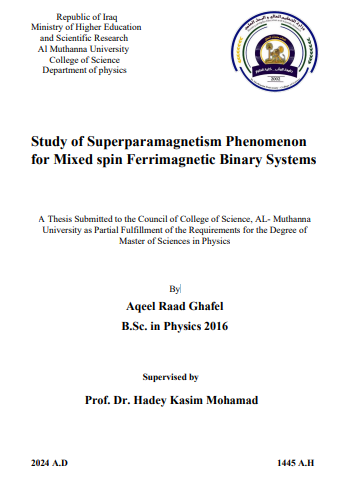 Republic of Iraq
Ministry of Higher Education
and Scientific Research
Al Muthanna University
College of Science
Department of physics
2007
Study of Superparamagnetism Phenomenon
for Mixed spin Ferrimagnetic Binary Systems
A Thesis Submitted to the Council of College of Science, AL- Muthanna
University as Partial Fulfillment of the Requirements for the Degree of
Master of Sciences in Physics
By
Aqeel Raad Ghafel
B.Sc. in Physics 2016
Supervised by
Prof. Dr. Hadey Kasim Mohamad
2024 A.D
1445 A.H